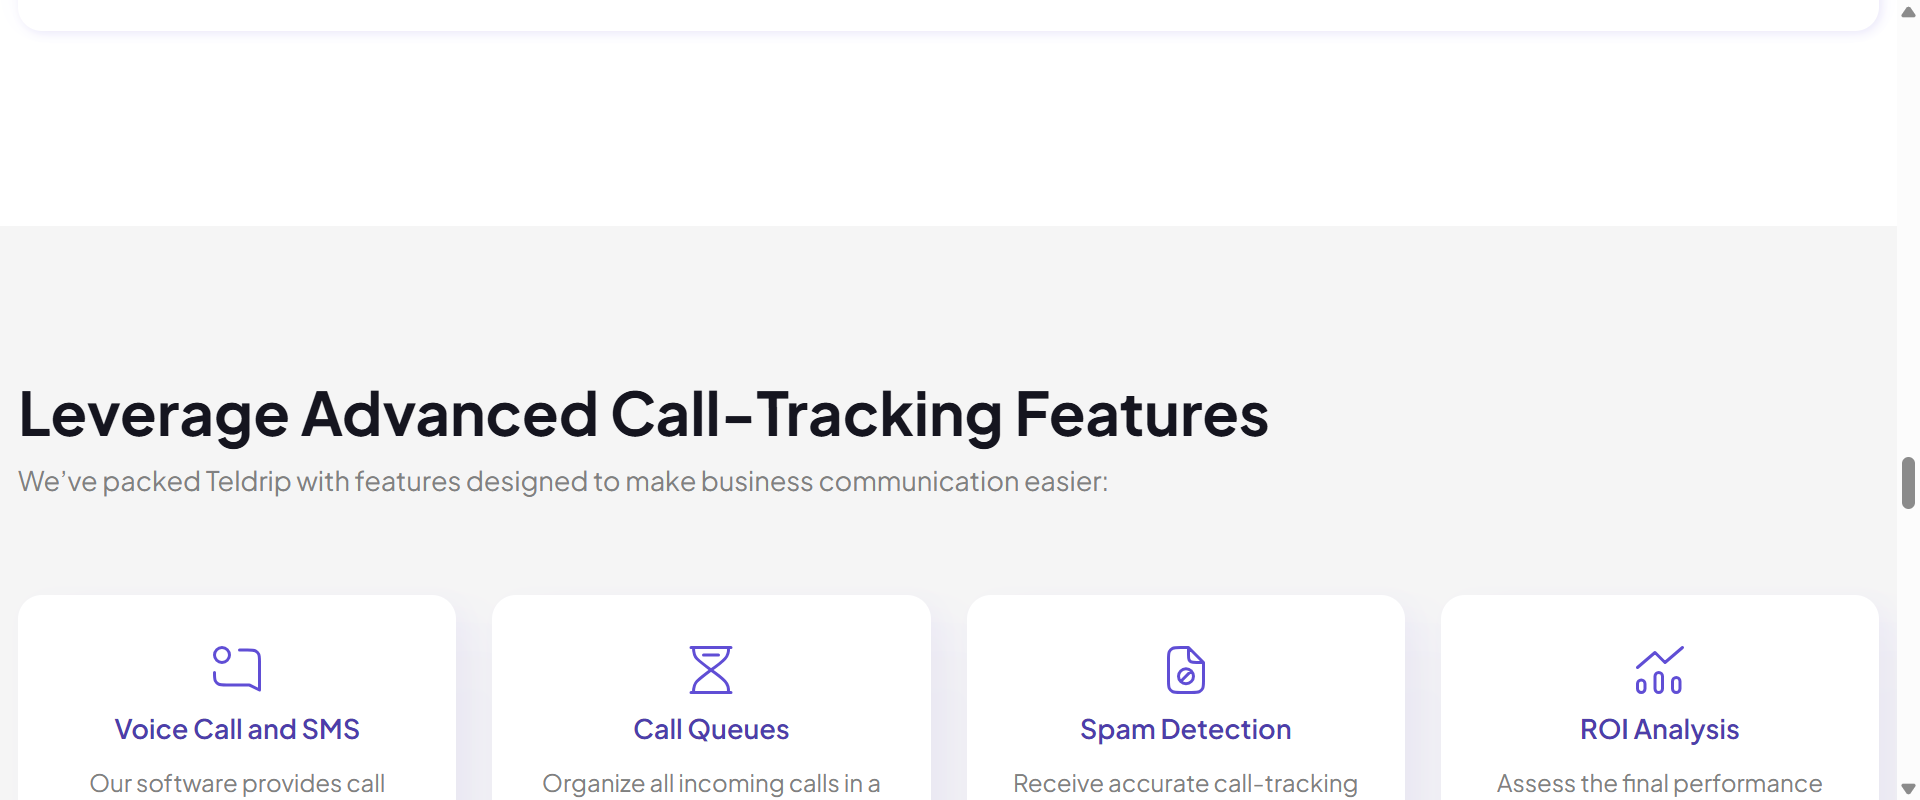 Leverage Advanced Call-Tracking Features
We’ve packed Teldrip with features designed to make business communication easier:
Voice Call and SMS
Our software provides call
Call Queues
Organize all incoming calls in a
Spam Detection
Receive accurate call-tracking
ROI Analysis
Assess the final performance